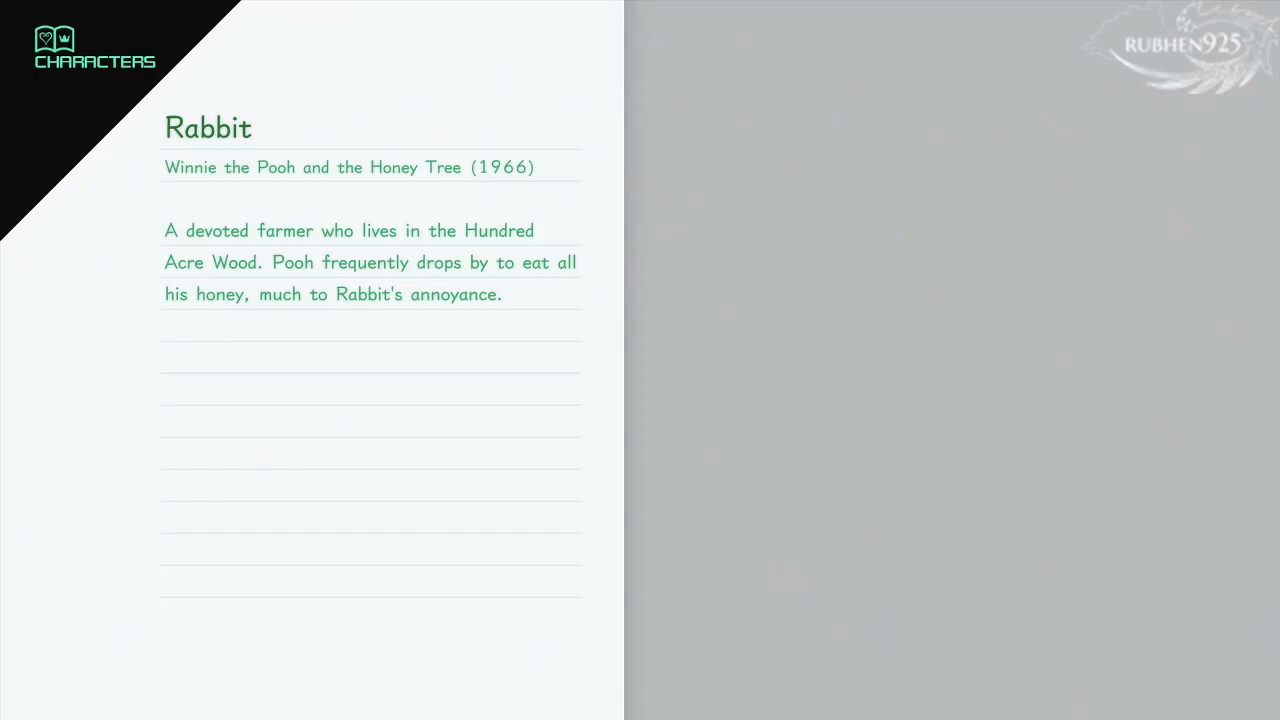 CHARACTERS
RUBHEN925
Rabbit
Winnie the Pooh and the Honey Tree (1966)
A devoted farmer who lives in the Hundred
Acre Wood. Pooh frequently drops by to eat all
his honey, much to Rabbit's annoyance.